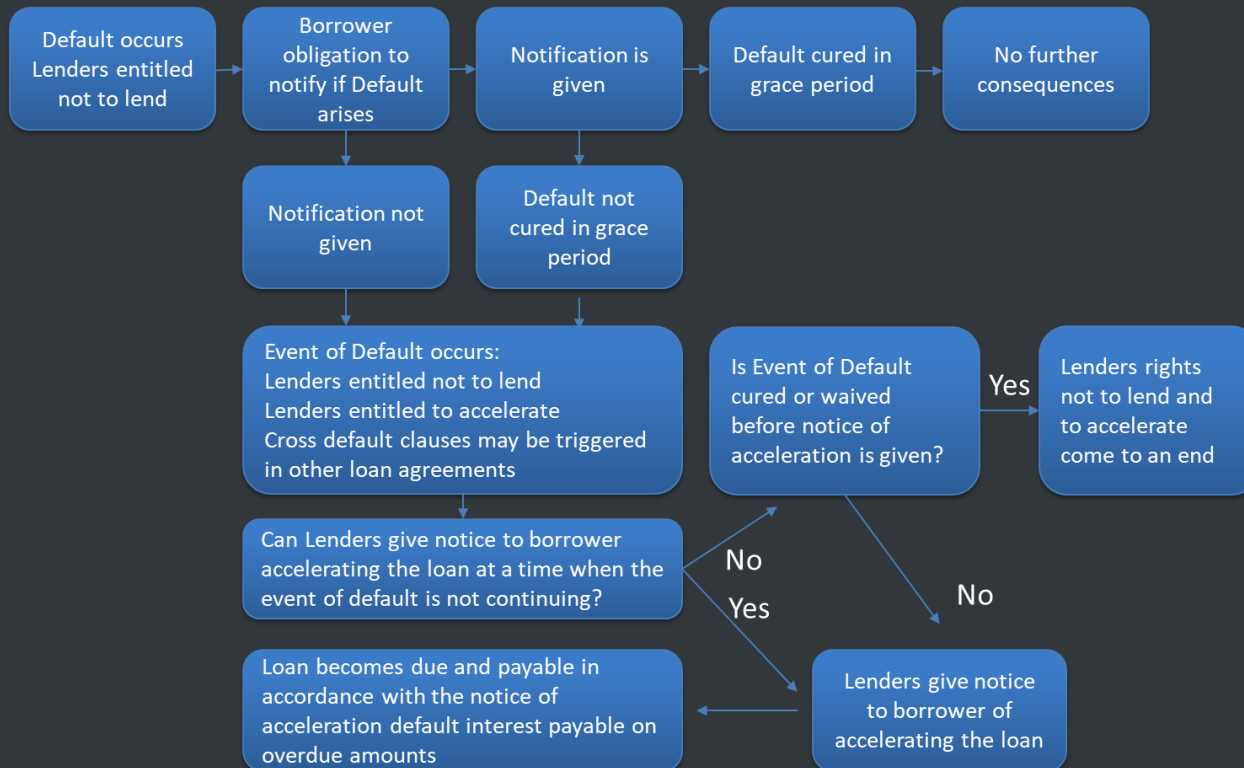 Default occurs
Lenders entitled
not to lend
Borrower
obligation to
notify if Default
arises
Notification is
given
Default cured in
grace period
No further
consequences
Notification not
given
Default not
cured in grace
period
Event of Default occurs:
Lenders entitled not to lend
Lenders entitled to accelerate
Cross default clauses may be triggered
in other loan agreements
Is Event of Default
cured or waived
before notice of
acceleration is given?
Yes
Lenders rights
not to lend and
to accelerate
come to an end
Can Lenders give notice to borrower
accelerating the loan at a time when the
event of default is not continuing?
No
Yes
No
Loan becomes due and payable in
accordance with the notice of
acceleration default interest payable on
overdue amounts
Lenders give notice
to borrower of
accelerating the loan